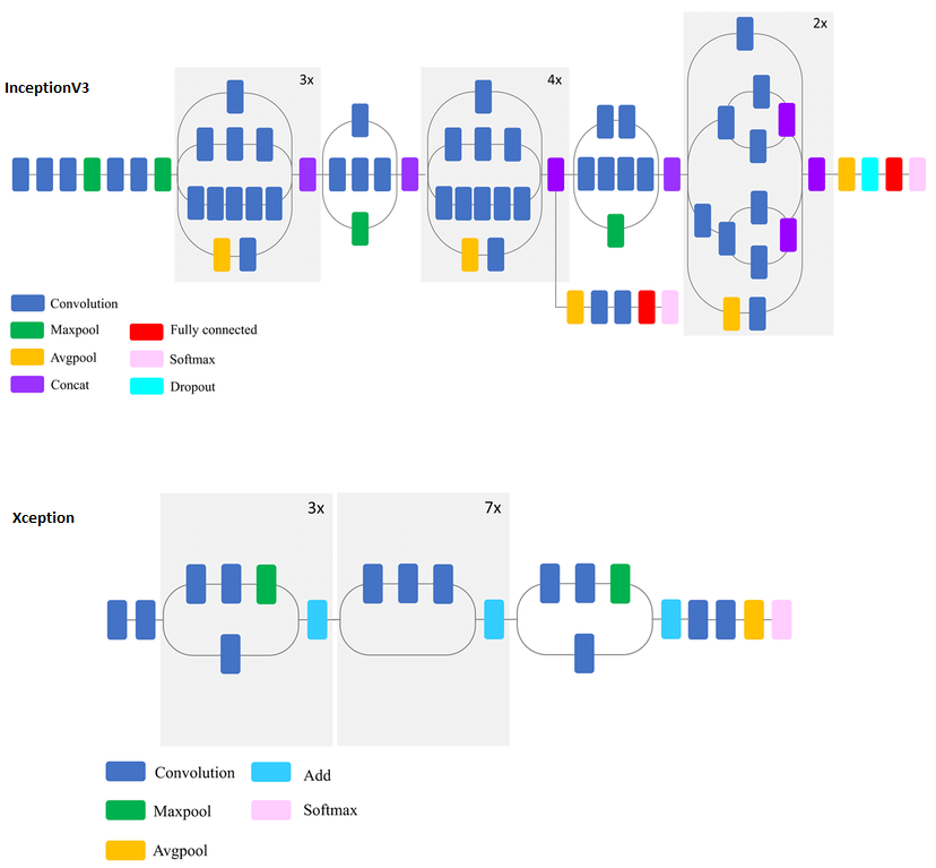 2x
3x
4x
InceptionV3
Convolution
Maxpool
Fully connected
Avgpool
Softmax
Concat
Dropout
3x
7x
Xception
Convolution
Add
Maxpool
Softmax
Avgpool